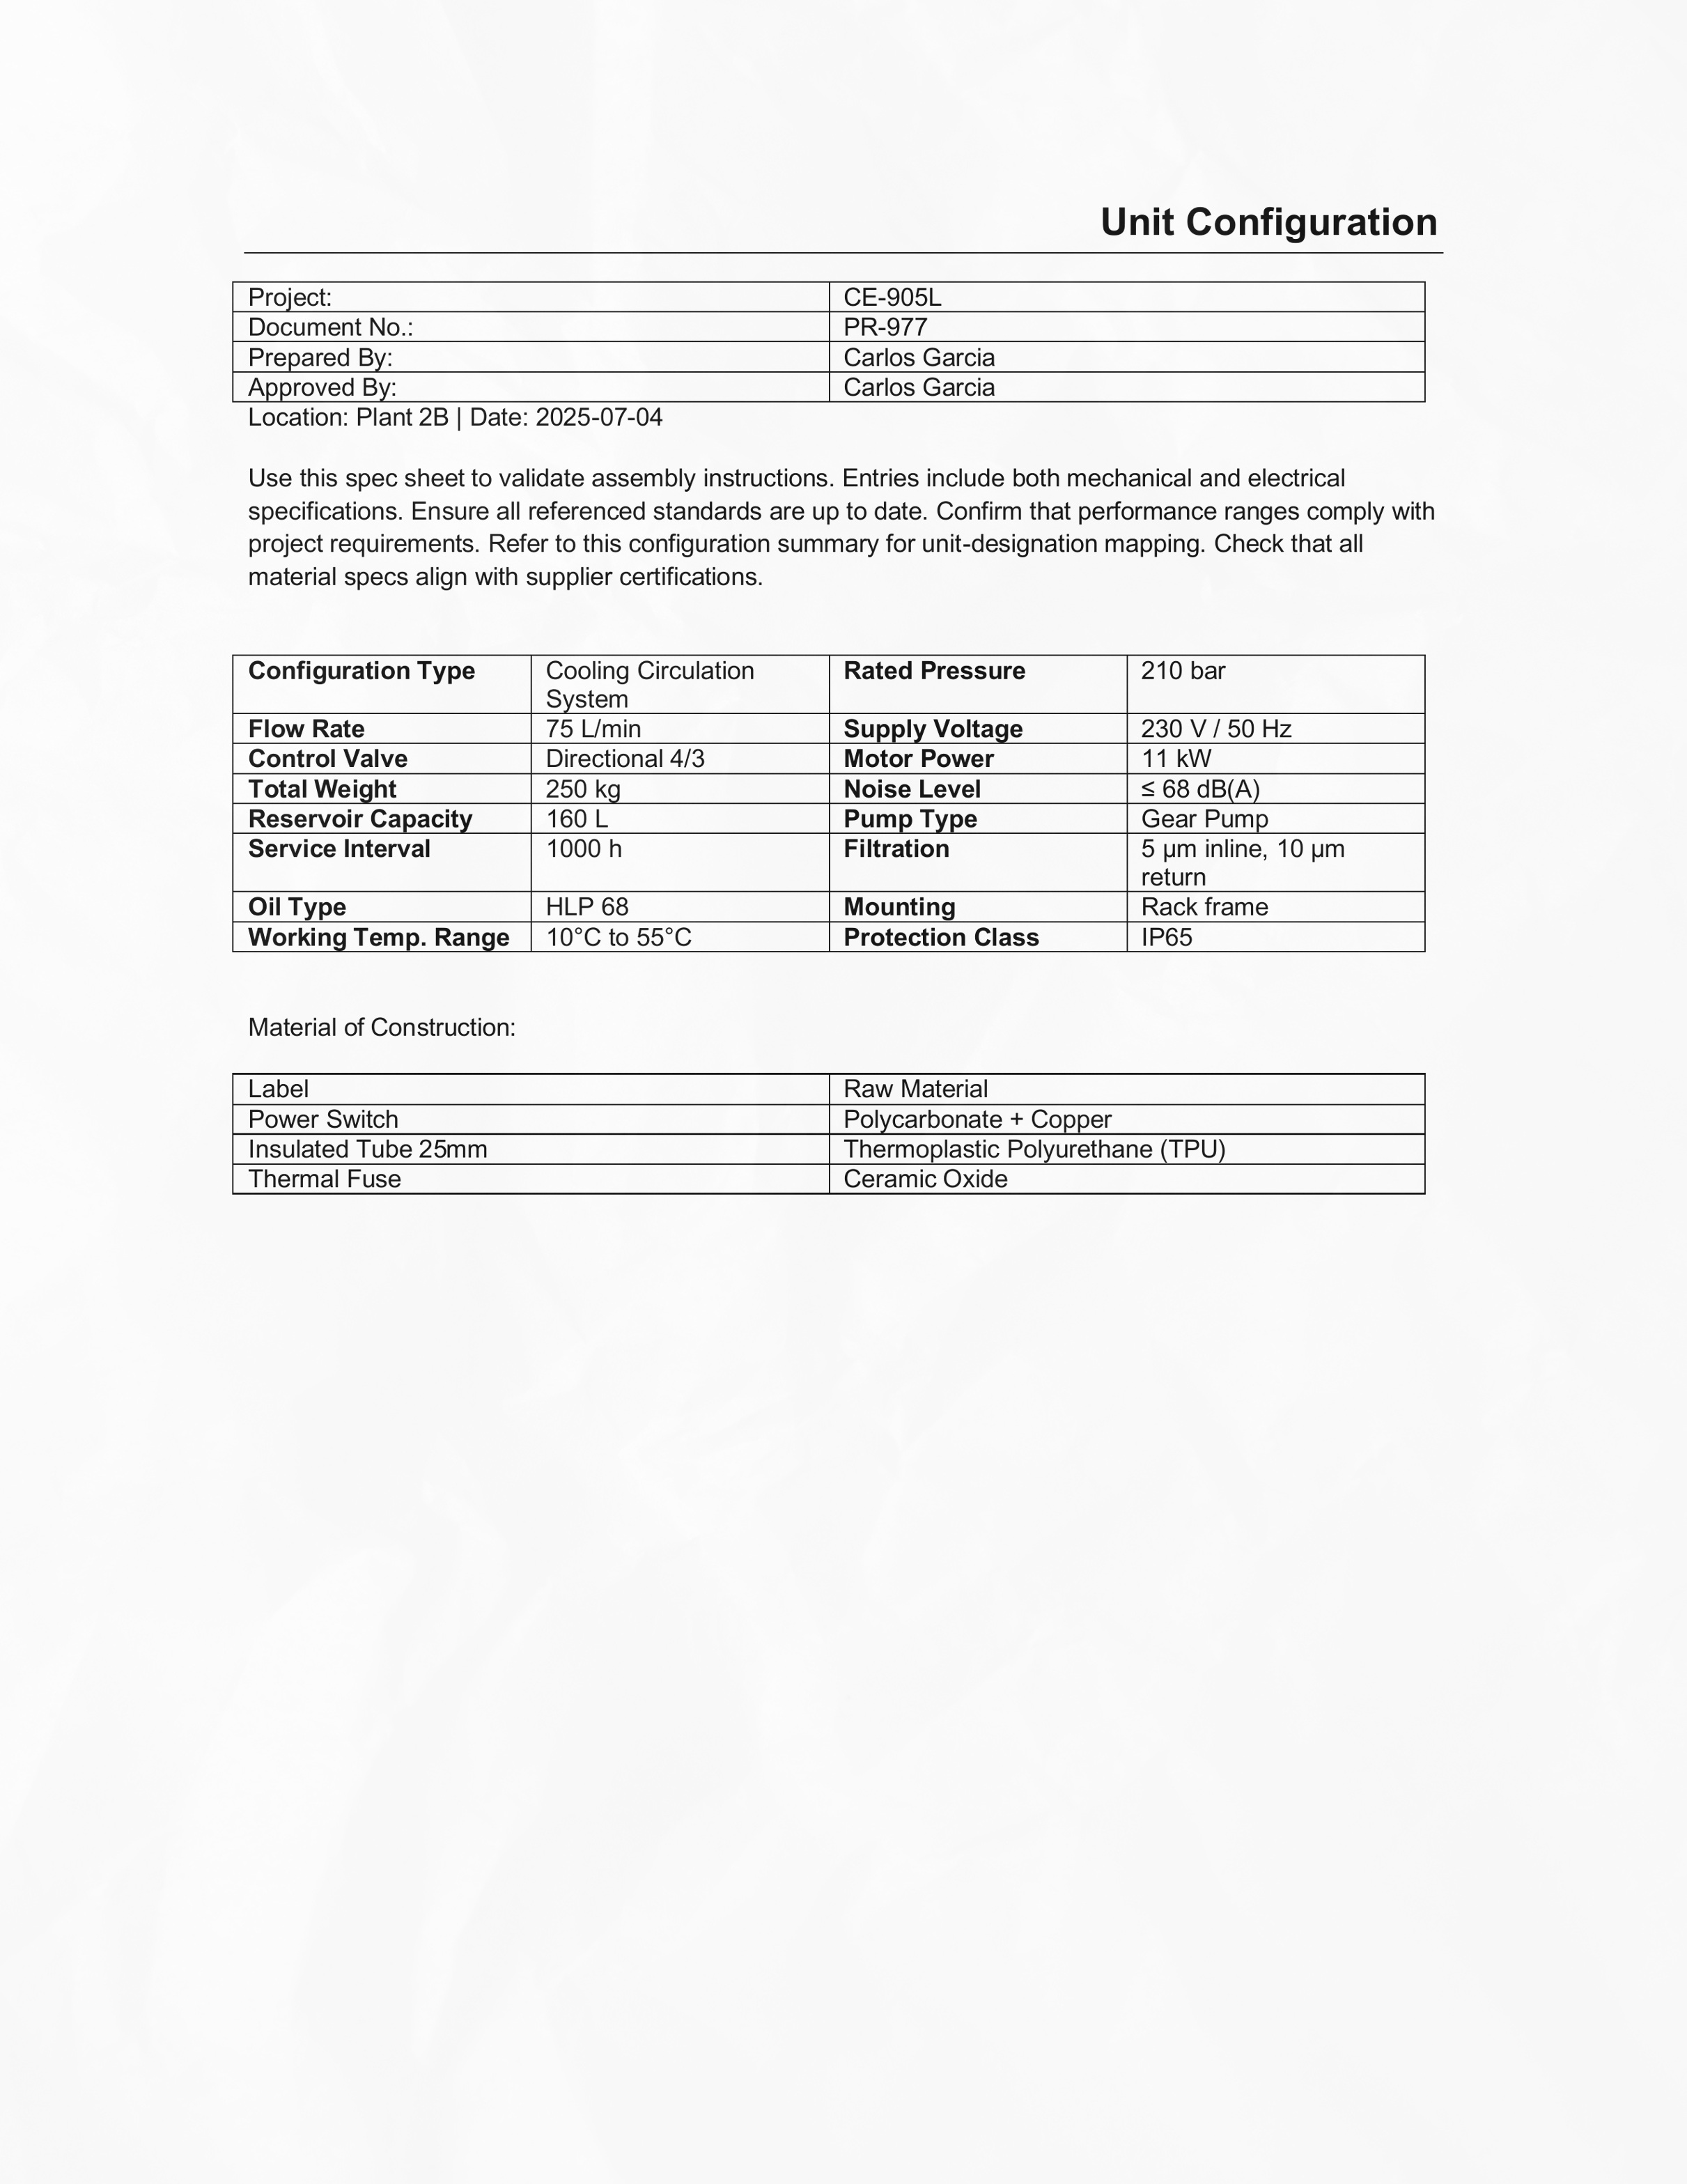 Unit Configuration
Project: CE-905L
Document No.: PR-977
Prepared By: Carlos Garcia
Approved By: Carlos Garcia
Location: Plant 2B | Date: 2025-07-04
Use this spec sheet to validate assembly instructions. Entries include both mechanical and electrical
specifications. Ensure all referenced standards are up to date. Confirm that performance ranges comply with
project requirements. Refer to this configuration summary for unit-designation mapping. Check that all
material specs align with supplier certifications.
Configuration Type Cooling Circulation System Rated Pressure 210 bar
Flow Rate 75 L/min Supply Voltage 230 V / 50 Hz
Control Valve Directional 4/3 Motor Power 11 kW
Total Weight 250 kg Noise Level ≤ 68 dB(A)
Reservoir Capacity 160 L Pump Type Gear Pump
Service Interval 1000 h Filtration 5 µm inline, 10 µm return
Oil Type HLP 68 Mounting Rack frame
Working Temp. Range 10°C to 55°C Protection Class IP65
Material of Construction:
Label Raw Material
Power Switch Polycarbonate + Copper
Insulated Tube 25mm Thermoplastic Polyurethane (TPU)
Thermal Fuse Ceramic Oxide